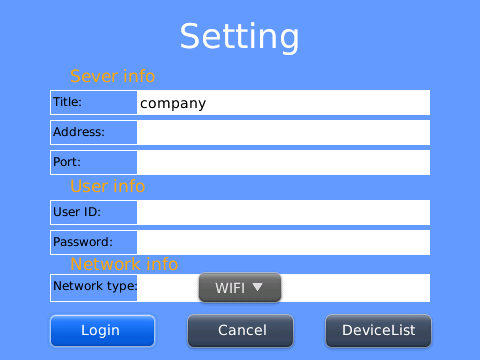 Setting
Sever info
Title: company
Address:
Port:
User info
User ID:
Password:
Network info
Network type: WIFI ▼
Login Cancel DeviceList